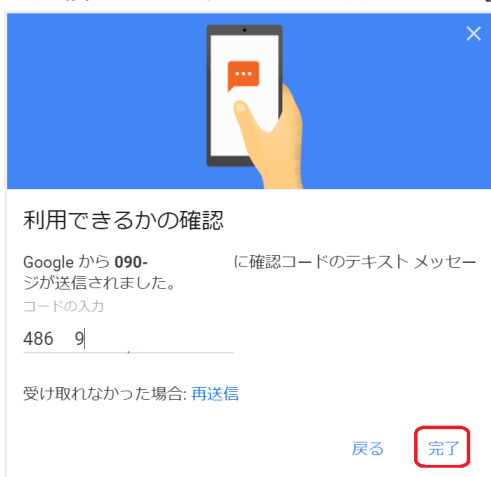 利用できるかの確認
Google から 090- に確認コードのテキスト メッセー
ジが送信されました。
コードの入力
486 9
受け取れなかった場合: 再送信
戻る 完了